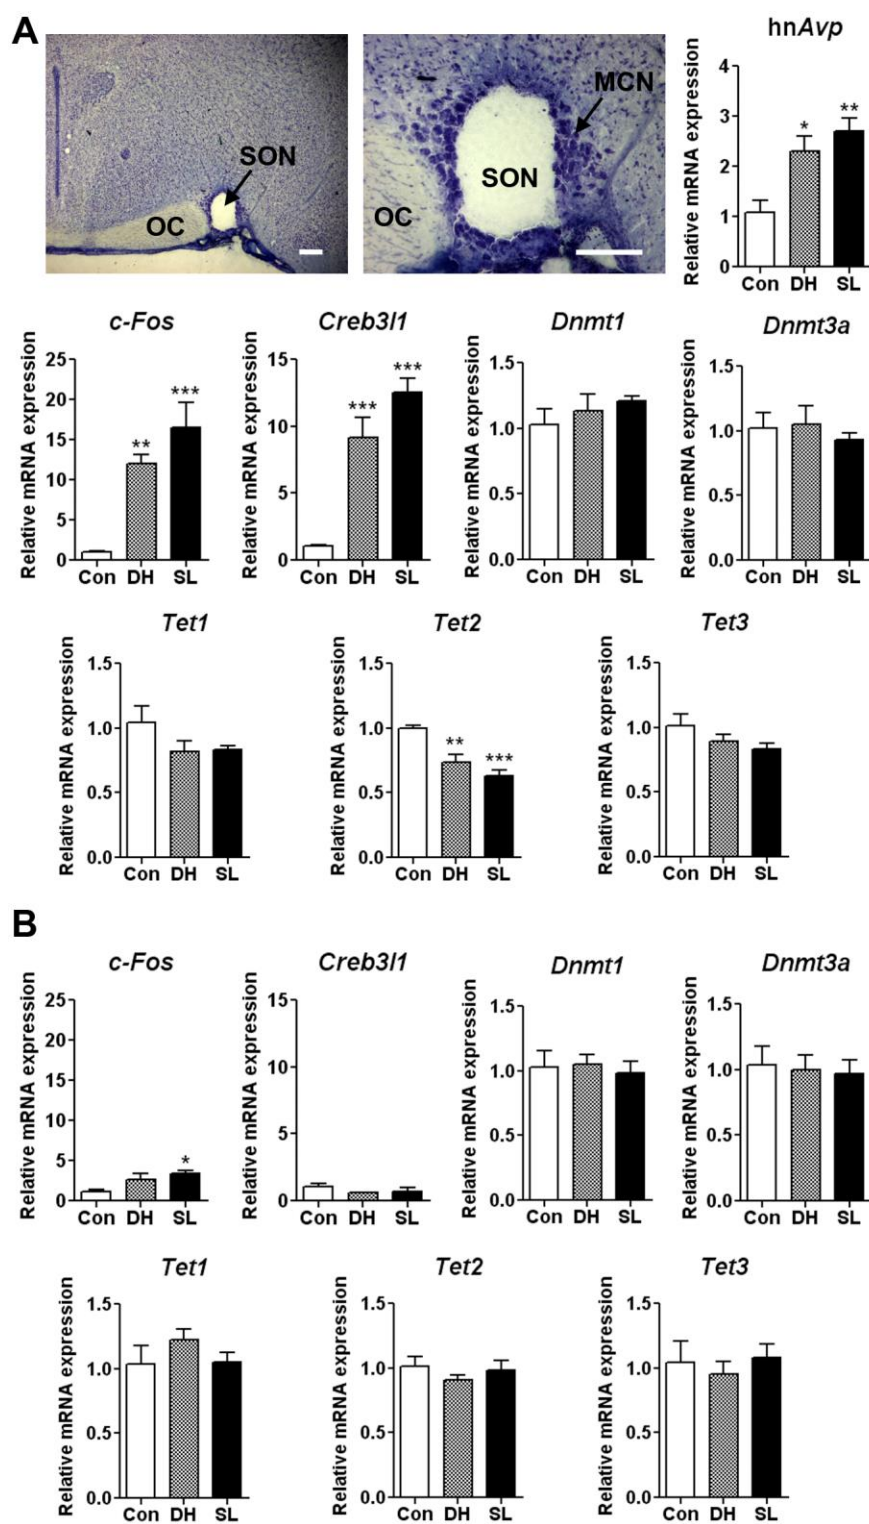 A
hnAvp
SON
OC
MCN
SON
OC
Relative mRNA expression
4
3
2
1
0
*
**
Con DH SL
c-Fos
Relative mRNA expression
25
20
15
10
5
0
**
***
Con DH SL
Creb3l1
Relative mRNA expression
15
10
5
0
***
***
Con DH SL
Dnmt1
Relative mRNA expression
1.5
1.0
0.5
0.0
Con DH SL
Dnmt3a
Relative mRNA expression
1.5
1.0
0.5
0.0
Con DH SL
Tet1
Relative mRNA expression
1.5
1.0
0.5
0.0
Con DH SL
Tet2
Relative mRNA expression
1.5
1.0
0.5
0.0
**
***
Con DH SL
Tet3
Relative mRNA expression
1.5
1.0
0.5
0.0
Con DH SL
B
c-Fos
Relative mRNA expression
25
20
15
10
5
0
*
Con DH SL
Creb3l1
Relative mRNA expression
15
10
5
0
Con DH SL
Dnmt1
Relative mRNA expression
1.5
1.0
0.5
0.0
Con DH SL
Dnmt3a
Relative mRNA expression
1.5
1.0
0.5
0.0
Con DH SL
Tet1
Relative mRNA expression
1.5
1.0
0.5
0.0
Con DH SL
Tet2
Relative mRNA expression
1.5
1.0
0.5
0.0
Con DH SL
Tet3
Relative mRNA expression
1.5
1.0
0.5
0.0
Con DH SL